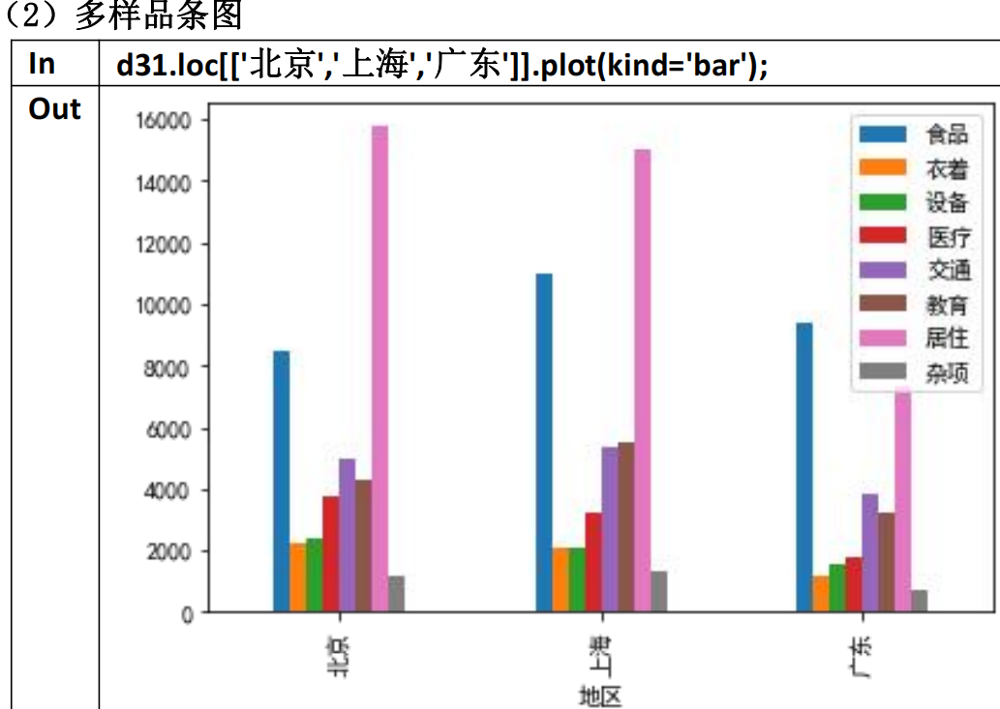 （2）多样品条图
In
d31.loc[['北京','上海','广东']].plot(kind='bar');
Out
16000
14000
12000
10000
8000
6000
4000
2000
0
食品
衣着
设备
医疗
交通
教育
居住
杂项
北京
上海
广东
地区